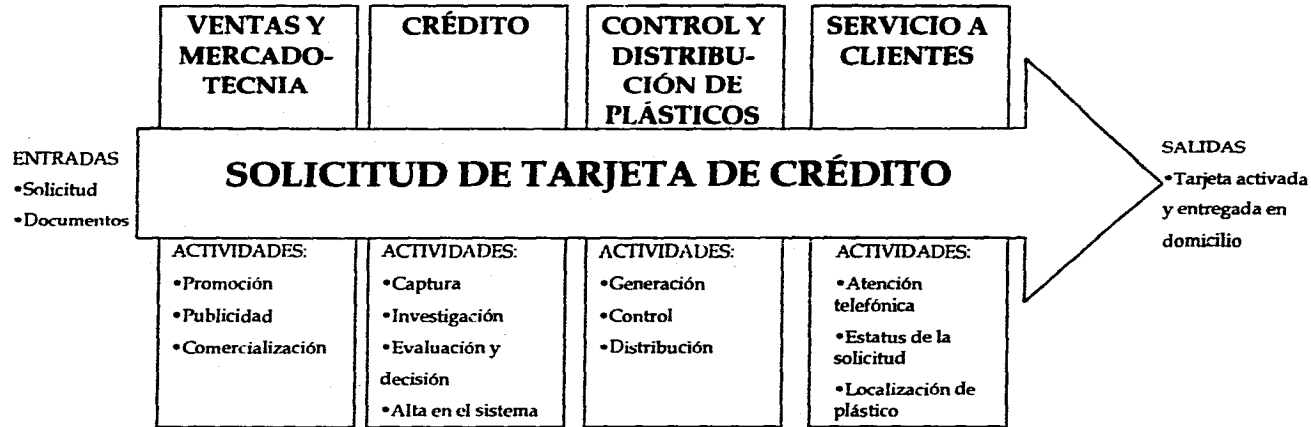 VENTAS Y
MERCADO-
TECNIA
CRÉDITO
CONTROL Y
DISTRIBU-
CIÓN DE
PLÁSTICOS
SERVICIO A
CLIENTES
ENTRADAS
•Solicitud
•Documentos
SOLICITUD DE TARJETA DE CRÉDITO
SALIDAS
•Tarjeta activada
y entregada en
domicilio
ACTIVIDADES:
•Promoción
•Publicidad
•Comercialización
ACTIVIDADES:
•Captura
•Investigación
•Evaluación y
decisión
•Alta en el sistema
ACTIVIDADES:
•Generación
•Control
•Distribución
ACTIVIDADES:
•Atención
telefónica
•Estatus de la
solicitud
•Localización de
plástico